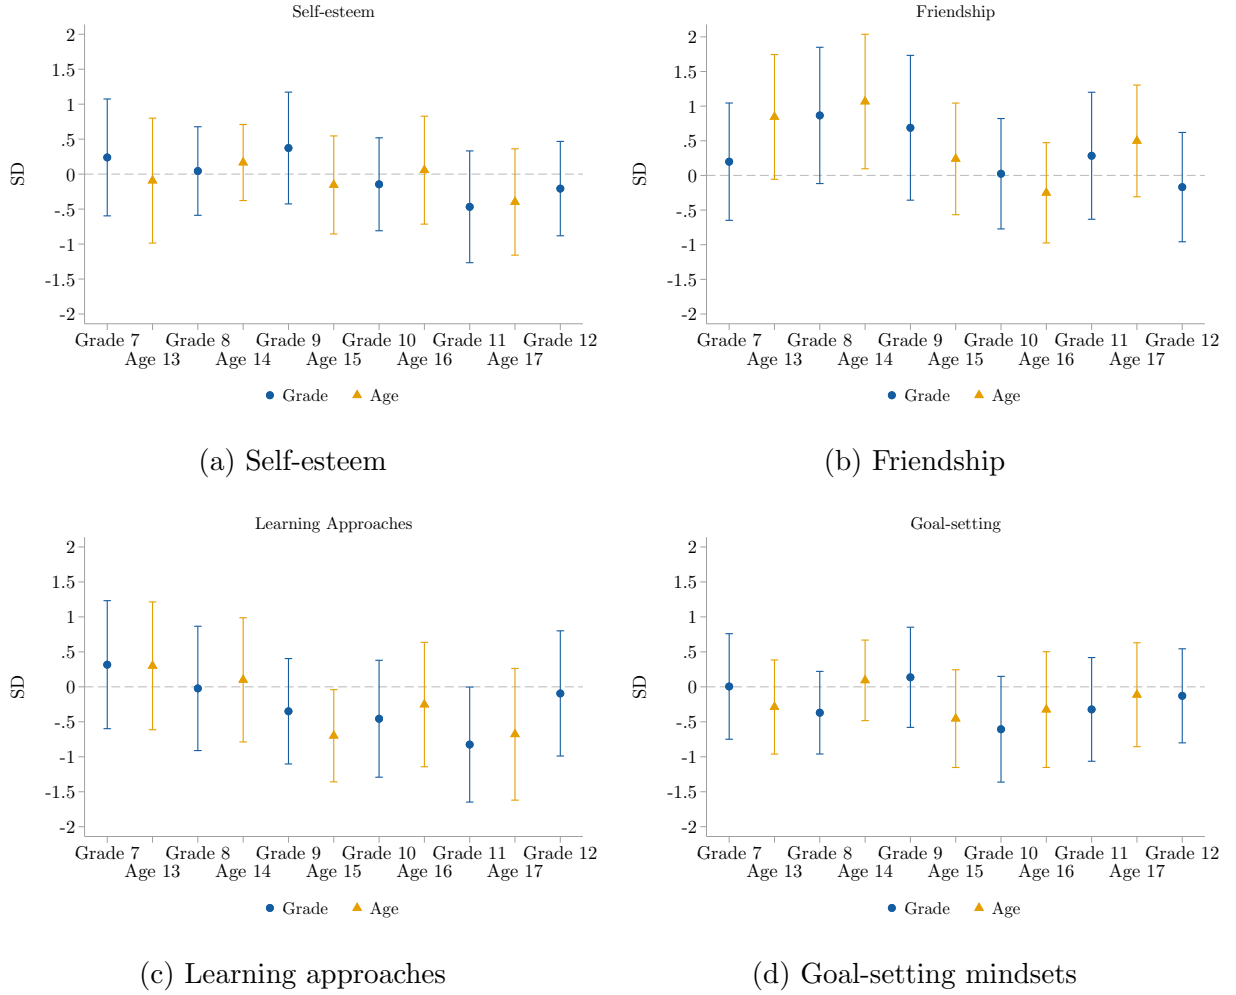 Self-esteem
SD
2
1.5
1
.5
0
-.5
-1
-1.5
-2
Grade 7 Grade 8 Grade 9 Grade 10 Grade 11 Grade 12
Age 13 Age 14 Age 15 Age 16 Age 17
Grade Age
(a) Self-esteem
Friendship
SD
2
1.5
1
.5
0
-.5
-1
-1.5
-2
Grade 7 Grade 8 Grade 9 Grade 10 Grade 11 Grade 12
Age 13 Age 14 Age 15 Age 16 Age 17
Grade Age
(b) Friendship
Learning Approaches
SD
2
1.5
1
.5
0
-.5
-1
-1.5
-2
Grade 7 Grade 8 Grade 9 Grade 10 Grade 11 Grade 12
Age 13 Age 14 Age 15 Age 16 Age 17
Grade Age
(c) Learning approaches
Goal-setting
SD
2
1.5
1
.5
0
-.5
-1
-1.5
-2
Grade 7 Grade 8 Grade 9 Grade 10 Grade 11 Grade 12
Age 13 Age 14 Age 15 Age 16 Age 17
Grade Age
(d) Goal-setting mindsets